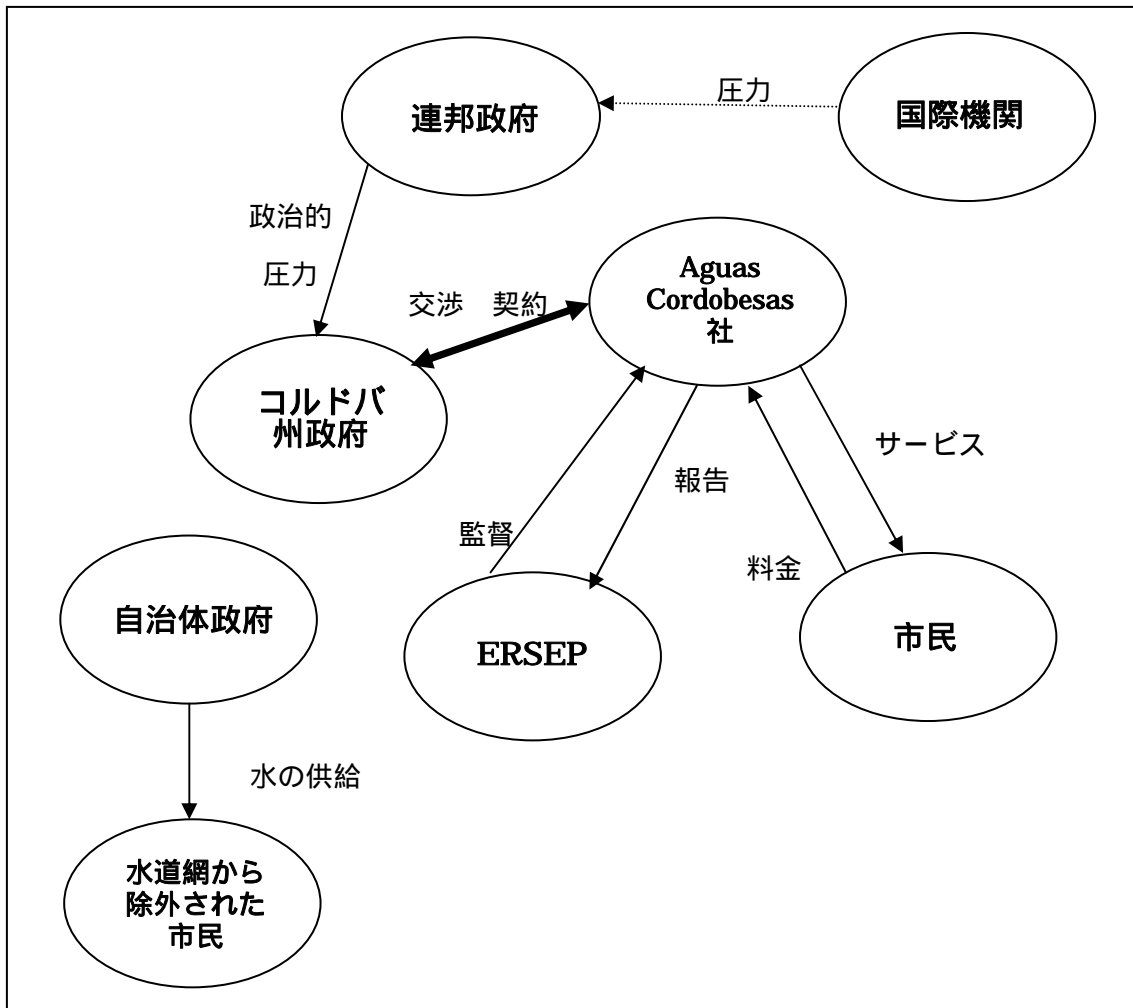 連邦政府
圧力
国際機関
政治的
圧力
Aguas
Cordobesas
社
交渉　契約
コルドバ
州政府
サービス
報告
監督
料金
自治体政府
ERSEP
市民
水の供給
水道網から
除外された
市民